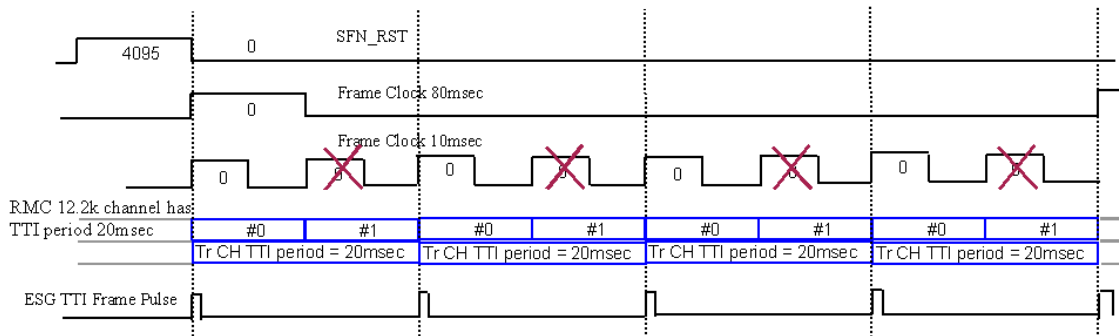 SFN_RST
4095 0
Frame Clock 80msec
0
Frame Clock 10msec
0 0 0 0 0
RMC 12.2k channel has
TTI period 20msec
#0 #1 #0 #1 #0 #1 #0 #1
Tr CH TTI period = 20msec Tr CH TTI period = 20msec Tr CH TTI period = 20msec Tr CH TTI period = 20msec
ESG TTI Frame Pulse